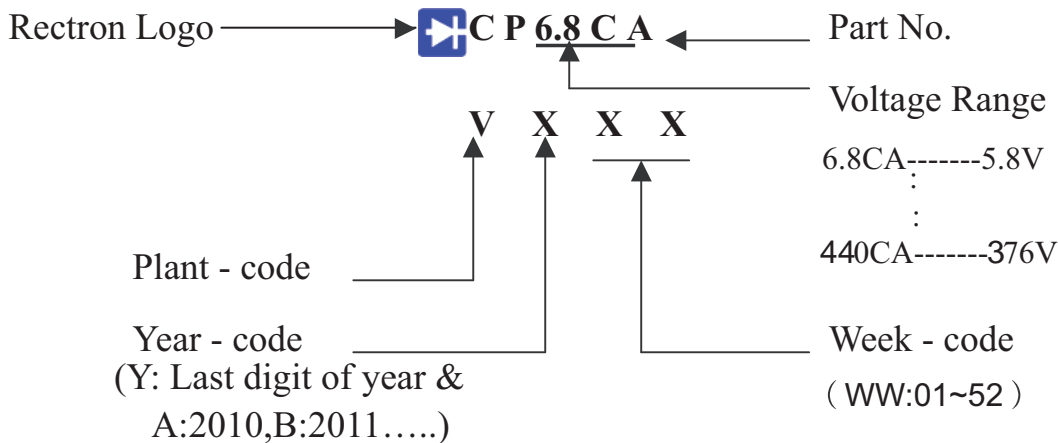 Rectron Logo
C P 6.8 C A
Part No.
Voltage Range
V X X X
6.8CA-------5.8V
:
:
440CA-------376V
Plant - code
Year - code
(Y: Last digit of year &
A:2010,B:2011.....)
Week - code
（WW:01~52）